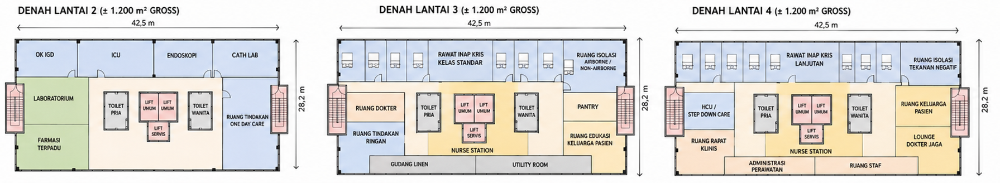 DENAH LANTAI 2 (± 1.200 m² GROSS)
42,5 m
OK IGD
ICU
ENDOSKOPI
CATH LAB
LABORATORIUM
TOILET
PRIA
LIFT
UMUM
LIFT
UMUM
TOILET
WANITA
LIFT
SERVIS
RUANG TINDAKAN
ONE DAY CARE
FARMASI
TERPADU
28,2 m
DENAH LANTAI 3 (± 1.200 m² GROSS)
42,5 m
RAWAT INAP KRIS
KELAS STANDAR
RUANG ISOLASI
AIRBORNE /
NON-AIRBORNE
RUANG DOKTER
TOILET
PRIA
LIFT
UMUM
LIFT
UMUM
TOILET
WANITA
LIFT
SERVIS
PANTRY
RUANG TINDAKAN
RINGAN
RUANG EDUKASI
KELUARGA PASIEN
NURSE STATION
GUDANG LINEN
UTILITY ROOM
28,2 m
DENAH LANTAI 4 (± 1.200 m² GROSS)
42,5 m
RAWAT INAP KRIS
LANJUTAN
RUANG ISOLASI
TEKANAN NEGATIF
HCU /
STEP DOWN CARE
TOILET
PRIA
LIFT
UMUM
LIFT
UMUM
TOILET
WANITA
LIFT
SERVIS
RUANG KELUARGA
PASIEN
RUANG RAPAT
KLINIS
LOUNGE
DOKTER JAGA
NURSE STATION
ADMINISTRASI
PERAWATAN
RUANG STAF
28,2 m